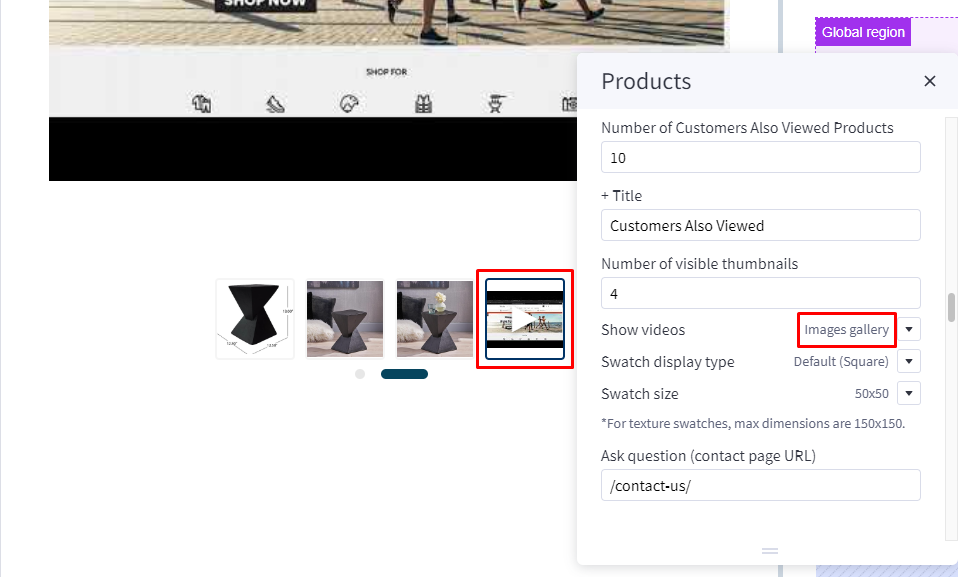 SHOP NOW
Global region
SHOP FOR
Products
Number of Customers Also Viewed Products
10
+ Title
Customers Also Viewed
Number of visible thumbnails
4
Show videos
Images gallery
Swatch display type
Default (Square)
Swatch size
50x50
*For texture swatches, max dimensions are 150x150.
Ask question (contact page URL)
/contact-us/